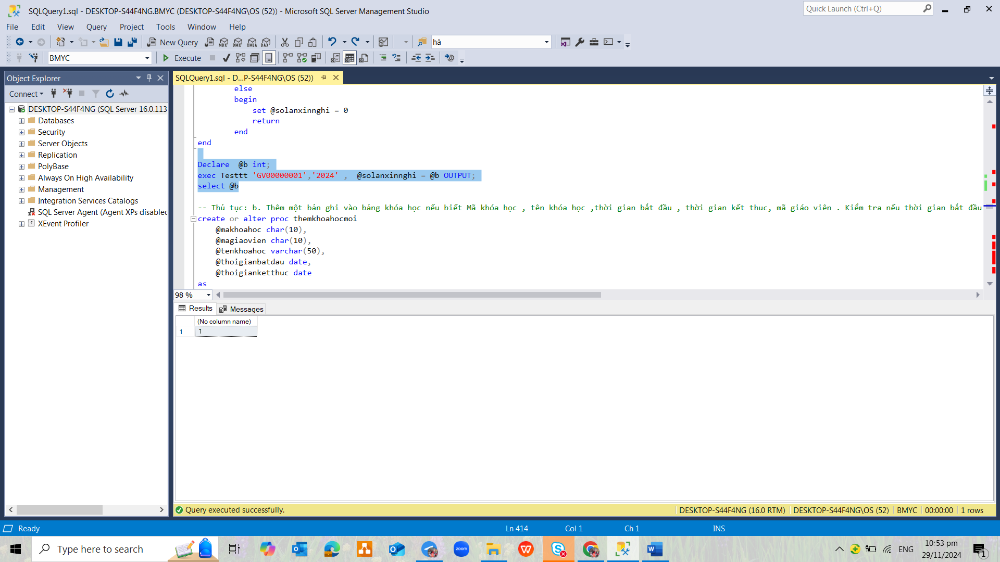 SQLQuery1.sql - DESKTOP-S44F4NG.BMYC (DESKTOP-S44F4NG\OS (52)) - Microsoft SQL Server Management Studio
Quick Launch (Ctrl+Q)
File Edit View Query Project Tools Window Help
New Query MDX DMX XMLA DAX hà
BMYC Execute
Object Explorer
Connect
DESKTOP-S44F4NG (SQL Server 16.0.113
Databases
Security
Server Objects
Replication
PolyBase
Always On High Availability
Management
Integration Services Catalogs
SQL Server Agent (Agent XPs disabled
XEvent Profiler
SQLQuery1.sql - D...P-S44F4NG\OS (52))
else
begin
set @solanxinnghi = 0
return
end
end
Declare  @b int;
exec Testtt 'GV00000001','2024' ,  @solanxinnghi = @b OUTPUT;
select @b
-- Thủ tục: b. Thêm một bản ghi vào bảng khóa học nếu biết Mã khóa học , tên khóa học ,thời gian bắt đầu , thời gian kết thuc, mã giáo viên . Kiểm tra nếu thời gian bắt đầu
create or alter proc themkhoahocmoi
@makhoahoc char(10),
@magiaovien char(10),
@tenkhoahoc varchar(50),
@thoigianbatdau date,
@thoigianketthuc date
as
98 %
Results Messages
(No column name)
1 1
Query executed successfully.
DESKTOP-S44F4NG (16.0 RTM) DESKTOP-S44F4NG\OS (52) BMYC 00:00:00 1 rows
Ready Ln 414 Col 1 Ch 1 INS
Type here to search
zoom
ENG
10:53 pm
29/11/2024
1